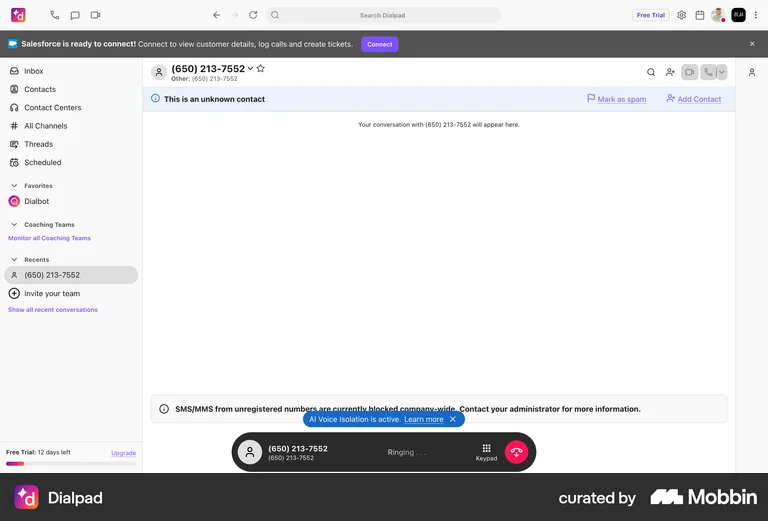 Search Dialpad
Free Trial
Salesforce is ready to connect! Connect to view customer details, log calls and create tickets.
Connect
Inbox
Contacts
Contact Centers
All Channels
Threads
Scheduled
Favorites
Dialbot
Coaching Teams
Monitor all Coaching Teams
Recents
(650) 213-7552
Invite your team
Show all recent conversations
Free Trial: 12 days left
Upgrade
(650) 213-7552
Other: (650) 213-7552
This is an unknown contact
Mark as spam
Add Contact
Your conversation with (650) 213-7552 will appear here.
SMS/MMS from unregistered numbers are currently blocked company-wide. Contact your administrator for more information.
AI Voice Isolation is active. Learn more
(650) 213-7552
(650) 213-7552
Ringing . . .
Keypad
Dialpad
curated by
Mobbin